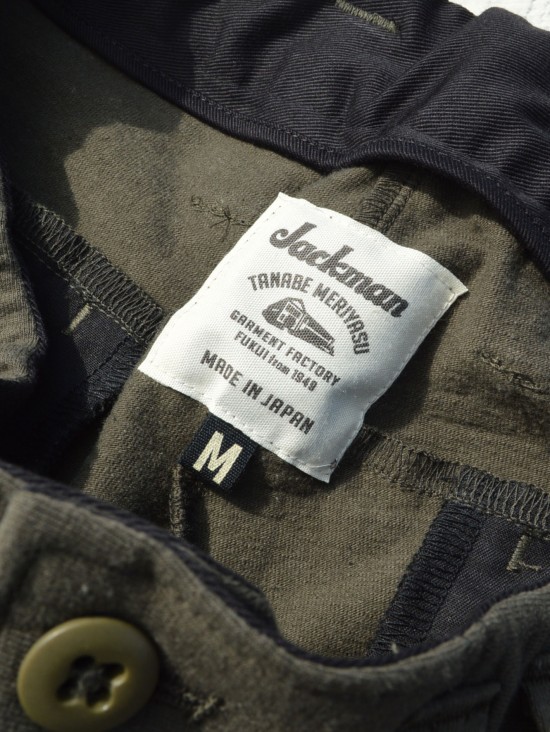 Jackman
TANABE MERIYASU
GARMENT FACTORY
FUKUI from 1949
MADE IN JAPAN
M